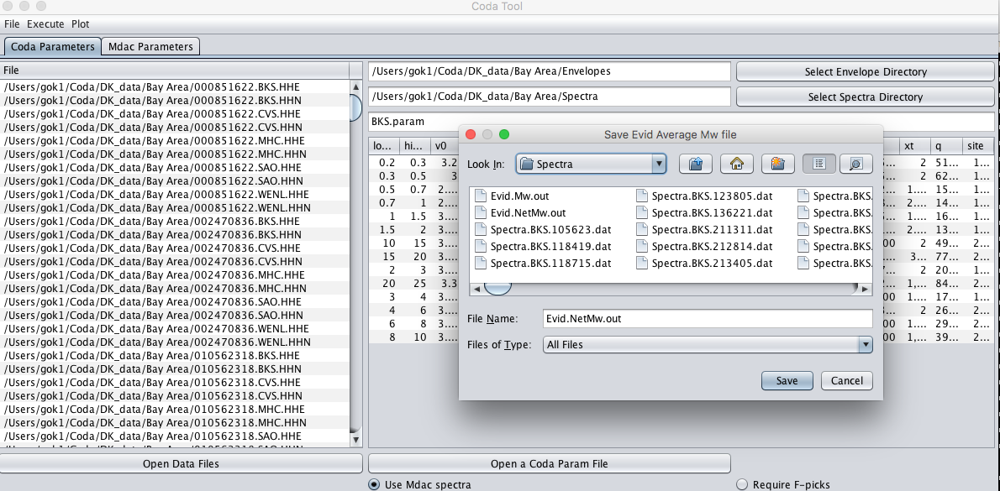 Coda Tool
File Execute Plot
Coda Parameters Mdac Parameters
File
/Users/gok1/Coda/DK_data/Bay Area/000851622.BKS.HHE
/Users/gok1/Coda/DK_data/Bay Area/000851622.BKS.HHN
/Users/gok1/Coda/DK_data/Bay Area/000851622.CVS.HHE
/Users/gok1/Coda/DK_data/Bay Area/000851622.CVS.HHN
/Users/gok1/Coda/DK_data/Bay Area/000851622.MHC.HHE
/Users/gok1/Coda/DK_data/Bay Area/000851622.MHC.HHN
/Users/gok1/Coda/DK_data/Bay Area/000851622.SAO.HHE
/Users/gok1/Coda/DK_data/Bay Area/000851622.SAO.HHN
/Users/gok1/Coda/DK_data/Bay Area/000851622.WENL.HHE
/Users/gok1/Coda/DK_data/Bay Area/000851622.WENL.HHN
/Users/gok1/Coda/DK_data/Bay Area/002470836.BKS.HHE
/Users/gok1/Coda/DK_data/Bay Area/002470836.BKS.HHN
/Users/gok1/Coda/DK_data/Bay Area/002470836.CVS.HHE
/Users/gok1/Coda/DK_data/Bay Area/002470836.CVS.HHN
/Users/gok1/Coda/DK_data/Bay Area/002470836.MHC.HHE
/Users/gok1/Coda/DK_data/Bay Area/002470836.MHC.HHN
/Users/gok1/Coda/DK_data/Bay Area/002470836.SAO.HHE
/Users/gok1/Coda/DK_data/Bay Area/002470836.SAO.HHN
/Users/gok1/Coda/DK_data/Bay Area/002470836.WENL.HHE
/Users/gok1/Coda/DK_data/Bay Area/002470836.WENL.HHN
/Users/gok1/Coda/DK_data/Bay Area/010562318.BKS.HHE
/Users/gok1/Coda/DK_data/Bay Area/010562318.BKS.HHN
/Users/gok1/Coda/DK_data/Bay Area/010562318.CVS.HHE
/Users/gok1/Coda/DK_data/Bay Area/010562318.CVS.HHN
/Users/gok1/Coda/DK_data/Bay Area/010562318.MHC.HHE
/Users/gok1/Coda/DK_data/Bay Area/010562318.MHC.HHN
/Users/gok1/Coda/DK_data/Bay Area/010562318.SAO.HHE
Open Data Files
/Users/gok1/Coda/DK_data/Bay Area/Envelopes Select Envelope Directory
/Users/gok1/Coda/DK_data/Bay Area/Spectra Select Spectra Directory
BKS.param
lo... hi... v0 xt q site
0.2 0.3 3.2 2 51... 1...
0.3 0.5 3 2 62... 1...
0.5 0.7 2.... 1.... 15... 1...
0.7 1 2.... 2.... 14... 1...
1 1.5 3.... 1.... 16... 1...
1.5 2 3.... 2.... 13... 1...
10 15 3.... 00 2 49... 2...
15 20 3.... 3... 77... 2...
2 3 3.... 2 20... 1...
20 25 3.3 1,... 84... 2...
3 4 3.... 00 1.... 17... 1...
4 6 3.... 2 26... 1...
6 8 3.... 00 1.... 29... 1...
8 10 3.... 00 1,... 39... 2...
Save Evid Average Mw file
Look In: Spectra
Evid.Mw.out Spectra.BKS.123805.dat Spectra.BKS.
Evid.NetMw.out Spectra.BKS.136221.dat Spectra.BKS.
Spectra.BKS.105623.dat Spectra.BKS.211311.dat Spectra.BKS.
Spectra.BKS.118419.dat Spectra.BKS.212814.dat Spectra.BKS.
Spectra.BKS.118715.dat Spectra.BKS.213405.dat Spectra.BKS.
File Name: Evid.NetMw.out
Files of Type: All Files
Save Cancel
Open a Coda Param File
Use Mdac spectra Require F-picks